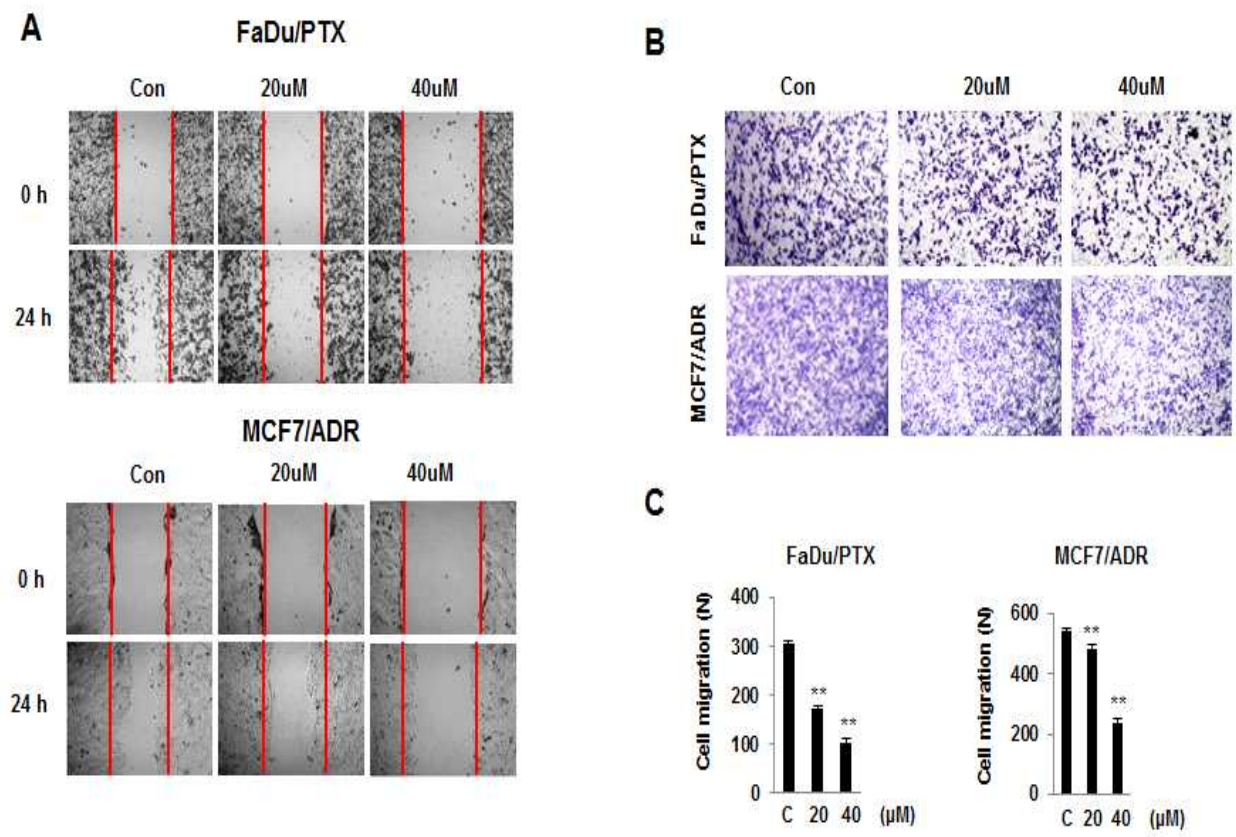 A
FaDu/PTX
Con 20uM 40uM
0 h
24 h
MCF7/ADR
Con 20uM 40uM
0 h
24 h
B
Con 20uM 40uM
FaDu/PTX
MCF7/ADR
C
FaDu/PTX
Cell migration (N)
400
300
200
100
0
** **
C 20 40 (µM)
MCF7/ADR
Cell migration (N)
600
400
200
0
** **
C 20 40 (µM)